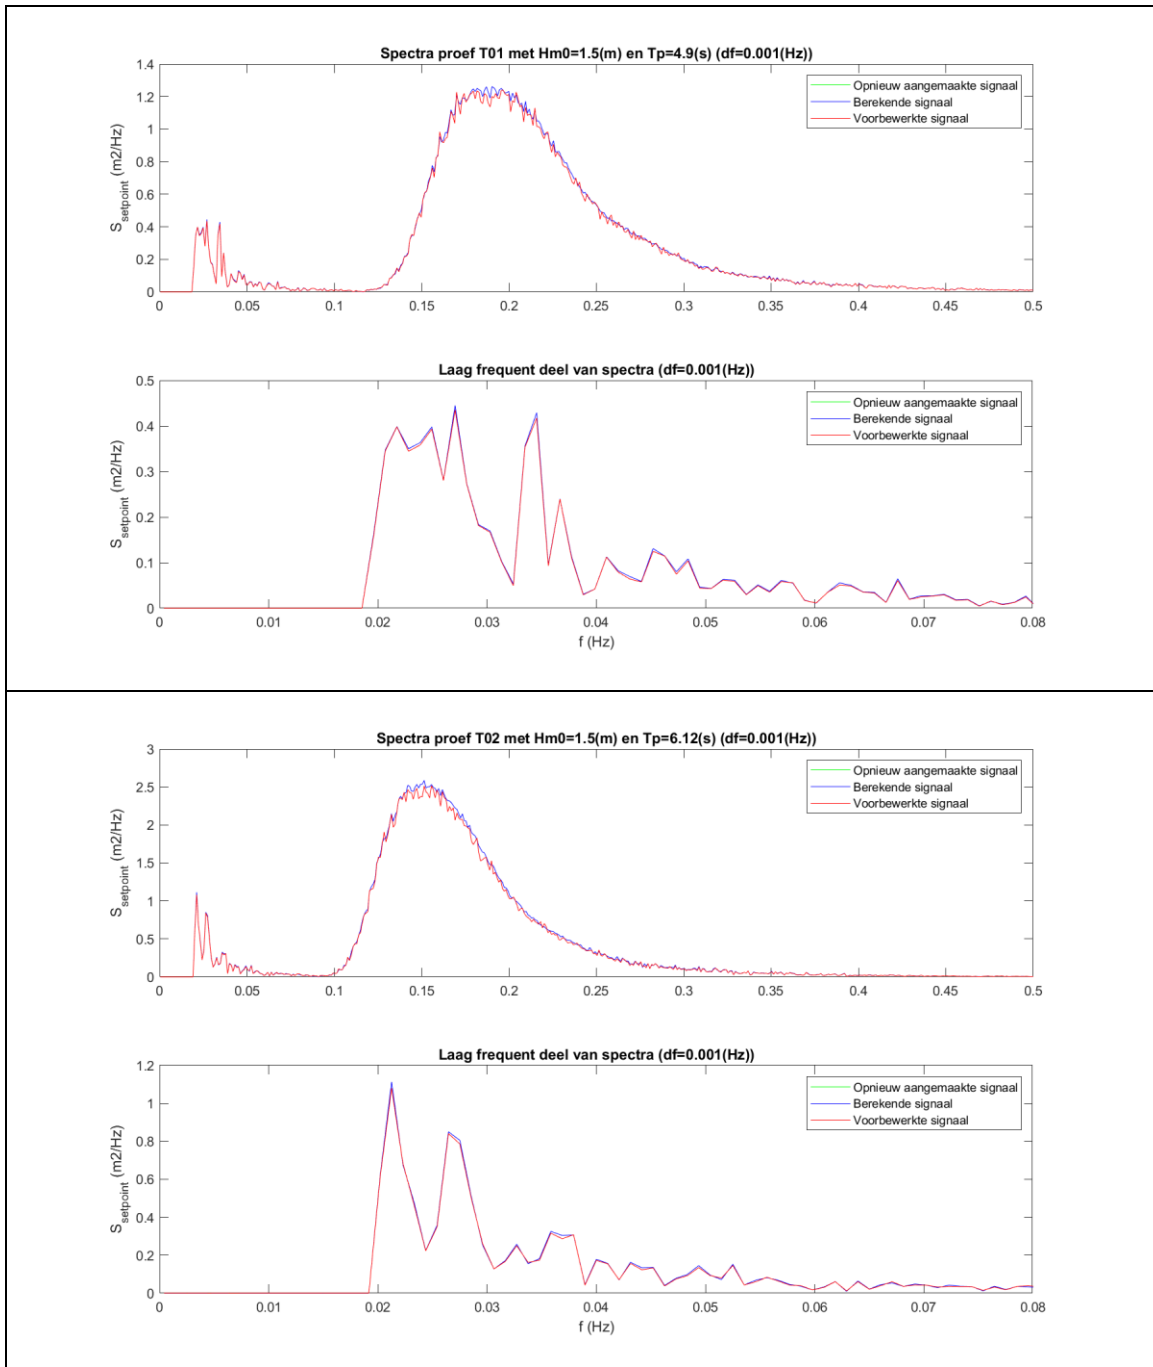 Spectra proef T01 met Hm0=1.5(m) en Tp=4.9(s) (df=0.001(Hz))
1.4
1.2
1
0.8
0.6
0.4
0.2
0
S_setpoint (m2/Hz)
Opnieuw aangemaakte signaal
Berekende signaal
Voorbewerkte signaal
0 0.05 0.1 0.15 0.2 0.25 0.3 0.35 0.4 0.45 0.5
Laag frequent deel van spectra (df=0.001(Hz))
0.5
0.4
0.3
0.2
0.1
0
S_setpoint (m2/Hz)
Opnieuw aangemaakte signaal
Berekende signaal
Voorbewerkte signaal
0 0.01 0.02 0.03 0.04 0.05 0.06 0.07 0.08
f (Hz)
Spectra proef T02 met Hm0=1.5(m) en Tp=6.12(s) (df=0.001(Hz))
3
2.5
2
1.5
1
0.5
0
S_setpoint (m2/Hz)
Opnieuw aangemaakte signaal
Berekende signaal
Voorbewerkte signaal
0 0.05 0.1 0.15 0.2 0.25 0.3 0.35 0.4 0.45 0.5
Laag frequent deel van spectra (df=0.001(Hz))
1.2
1
0.8
0.6
0.4
0.2
0
S_setpoint (m2/Hz)
Opnieuw aangemaakte signaal
Berekende signaal
Voorbewerkte signaal
0 0.01 0.02 0.03 0.04 0.05 0.06 0.07 0.08
f (Hz)